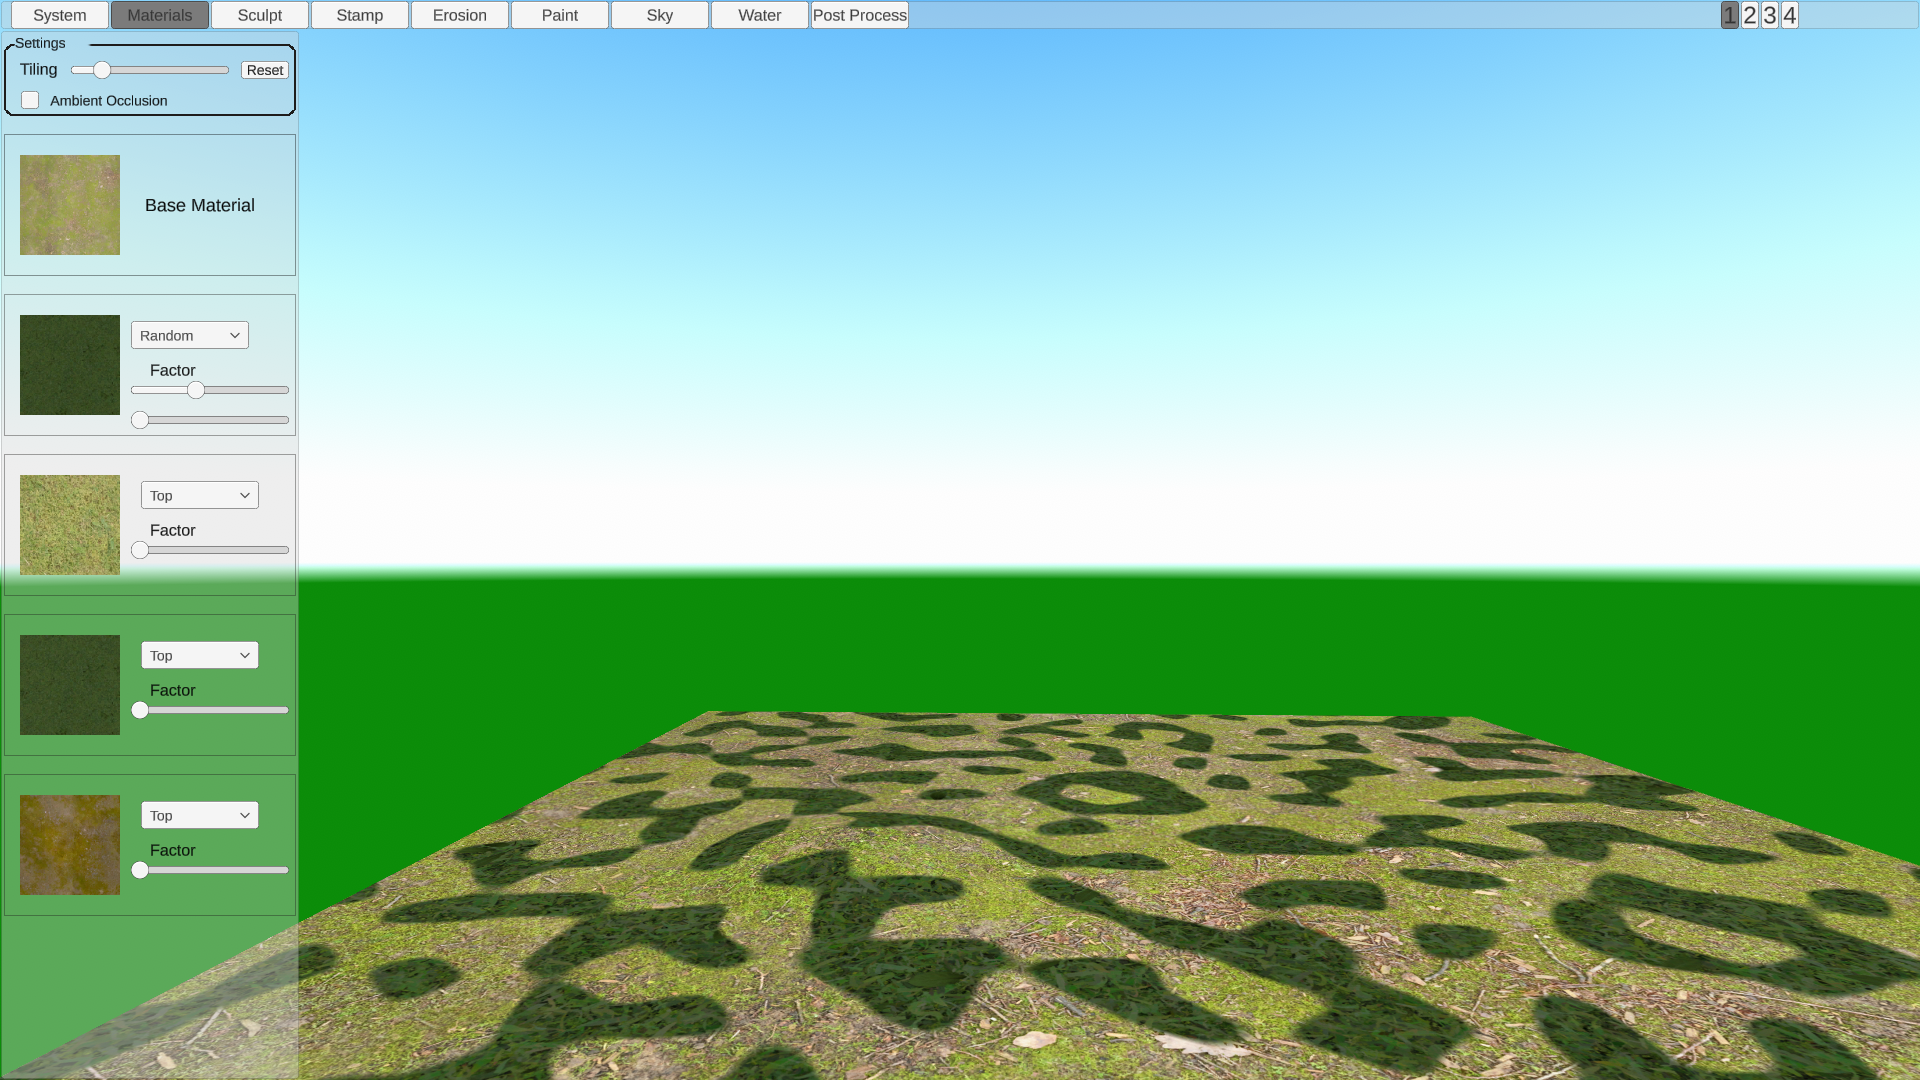 System Materials Sculpt Stamp Erosion Paint Sky Water Post Process 1 2 3 4
Settings
Tiling Reset
Ambient Occlusion
Base Material
Random
Factor
Top
Factor
Top
Factor
Top
Factor